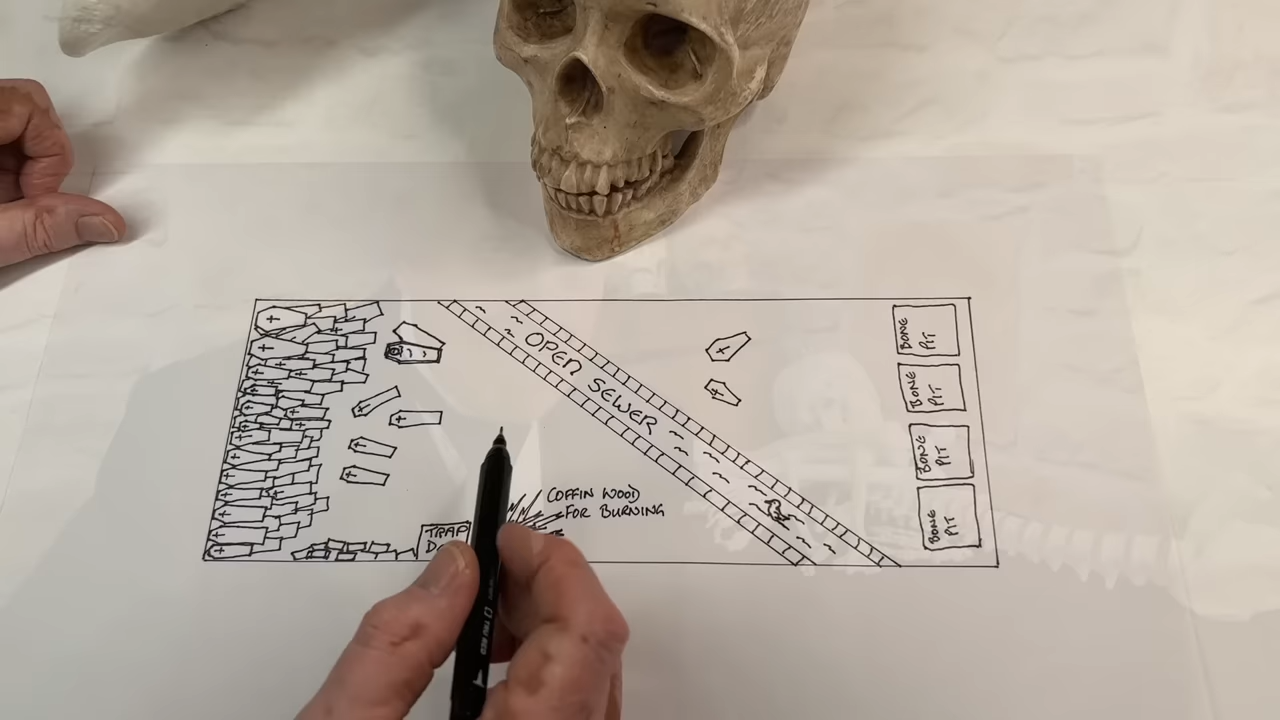 OPEN SEWER
BONE
PIT
BONE
PIT
BONE
PIT
BONE
PIT
COFFIN WOOD
FOR BURNING
TRAP